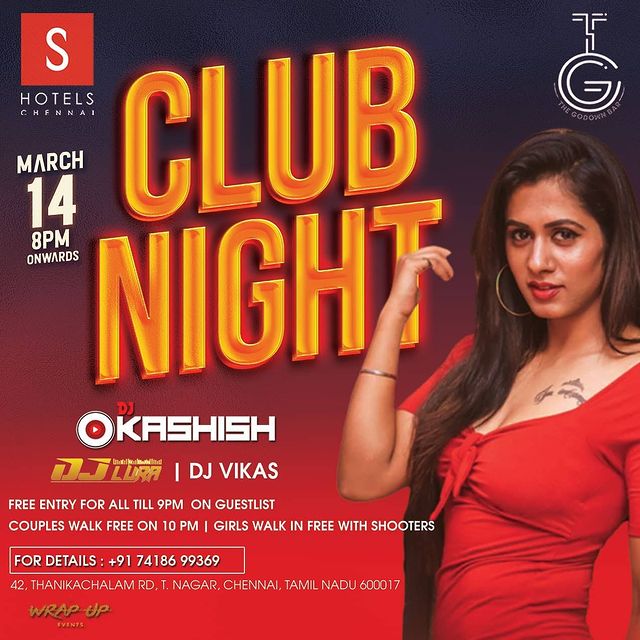 S
HOTELS
CHENNAI
TG
THE GODOWN BAR
CLUB
NIGHT
MARCH
14
8PM
ONWARDS
DJ
KASHISH
DJ LURA | DJ VIKAS
FREE ENTRY FOR ALL TILL 9PM ON GUESTLIST
COUPLES WALK FREE ON 10 PM | GIRLS WALK IN FREE WITH SHOOTERS
FOR DETAILS : +91 74186 99369
42, THANIKACHALAM RD, T. NAGAR, CHENNAI, TAMIL NADU 600017
WRAP UP
EVENTS